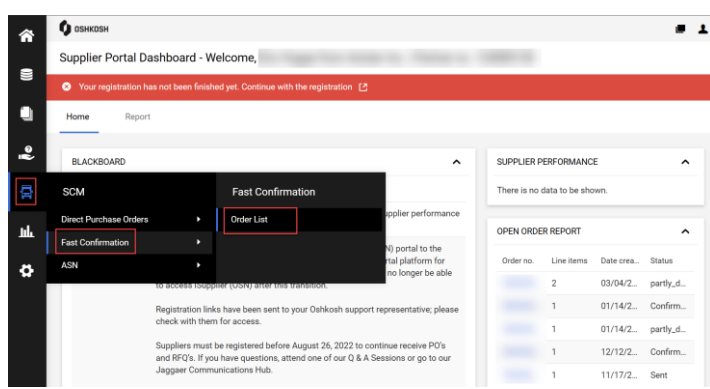 OSHKOSH
Supplier Portal Dashboard - Welcome,
Your registration has not been finished yet. Continue with the registration
Home Report
BLACKBOARD
SCM
Direct Purchase Orders
Fast Confirmation
ASN
Fast Confirmation
Order List
upplier performance
N) portal to the
rtal platform for
no longer be able
to access iSupplier (OSN) after this transition.
Registration links have been sent to your Oshkosh support representative; please
check with them for access.
Suppliers must be registered before August 26, 2022 to continue receive PO's
and RFQ's. If you have questions, attend one of our Q & A Sessions or go to our
Jaggaer Communications Hub.
SUPPLIER PERFORMANCE
There is no data to be shown.
OPEN ORDER REPORT
Order no. Line items Date crea... Status
2 03/04/2... partly_d...
1 01/14/2... Confirm...
1 01/14/2... partly_d...
1 12/12/2... Confirm...
1 11/17/2... Sent